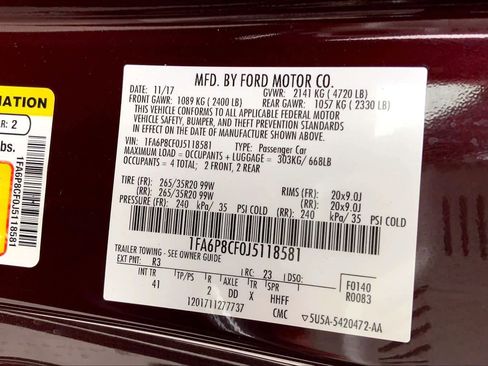 MATION
R: 2
lbs.
1FA6P8CF0J5118581
MFD. BY FORD MOTOR CO.
DATE: 11/17 GVWR: 2141 KG ( 4720 LB)
FRONT GAWR: 1089 KG ( 2400 LB) REAR GAWR: 1057 KG ( 2330 LB)
THIS VEHICLE CONFORMS TO ALL APPLICABLE FEDERAL MOTOR
VEHICLE SAFETY, BUMPER, AND THEFT PREVENTION STANDARDS
IN EFFECT ON THE DATE OF MANUFACTURE SHOWN ABOVE.
VIN: 1FA6P8CF0J5118581 TYPE: Passenger Car
MAXIMUM LOAD = OCCUPANTS + LUGGAGE = 303KG/ 668LB
OCCUPANTS = 4 TOTAL; 2 FRONT, 2 REAR
TIRE (FR): 265/35R20 99W RIMS (FR): 20x9.0J
(RR): 265/35R20 99W (RR): 20x9.0J
PRESSURE (FR): 240 kPa/ 35 PSI COLD (RR): 240 kPa/ 35 PSI COLD
1FA6P8CF0J5118581
TRAILER TOWING - SEE OWNER GUIDE
EXT PNT: R3 RC: 23 DSO: F0140
INT TR AXLE TR SPR R0083
41 2 DD X HHFF
1201711277737 CMC 5U5A-5420472-AA